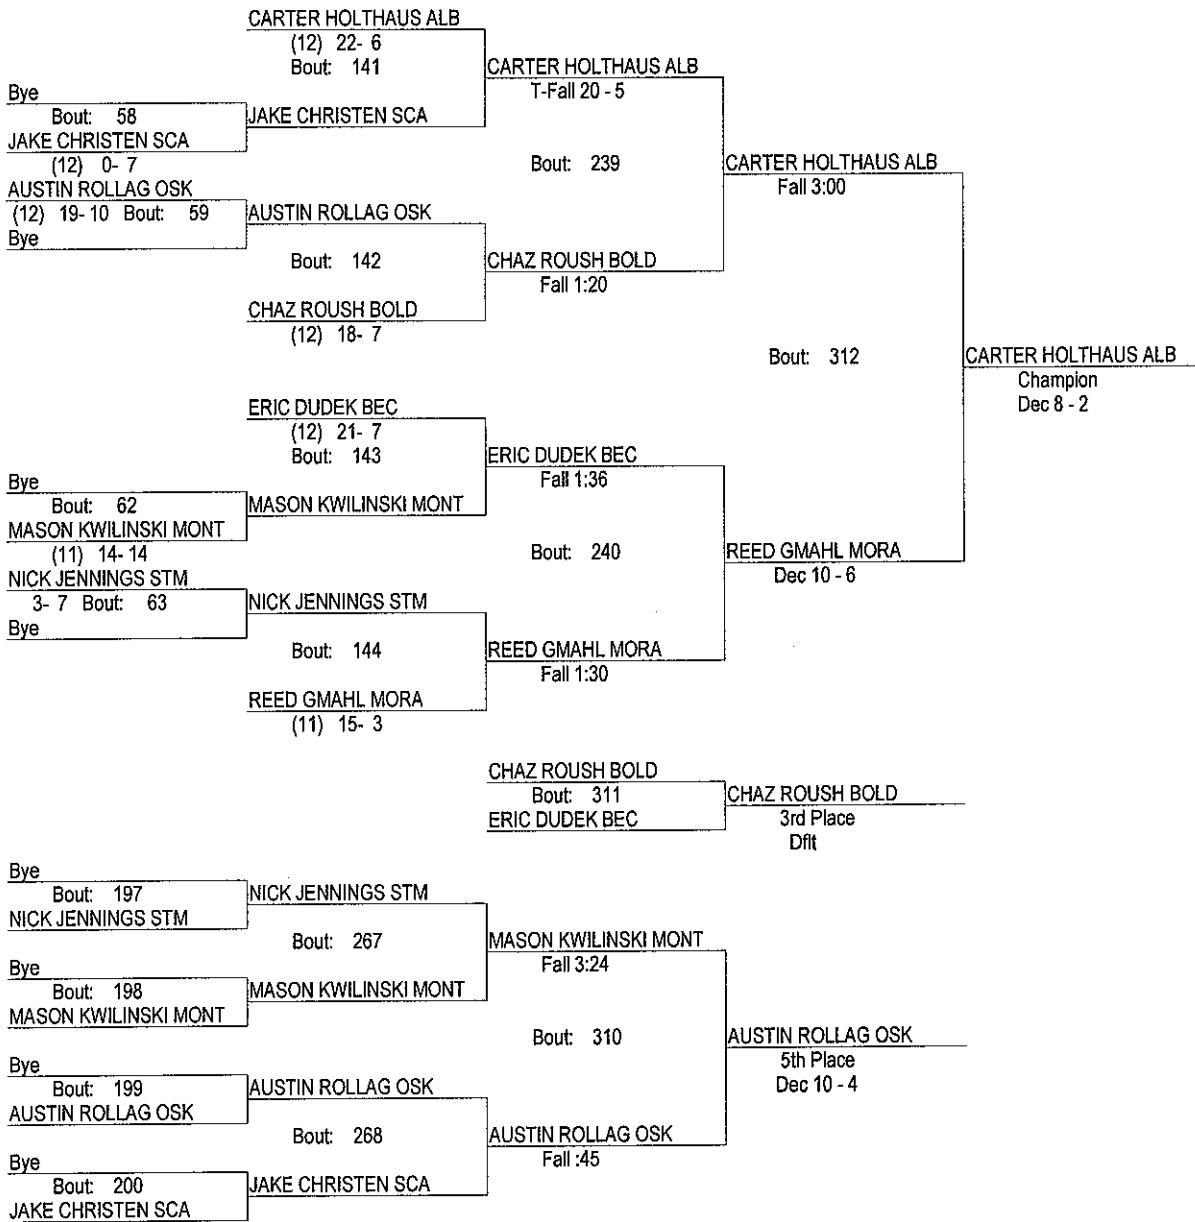 CARTER HOLTHAUS ALB
(12) 22- 6
Bout: 141
CARTER HOLTHAUS ALB
T-Fall 20 - 5
Bye
Bout: 58
JAKE CHRISTEN SCA
JAKE CHRISTEN SCA
(12) 0- 7
Bout: 239
CARTER HOLTHAUS ALB
Fall 3:00
AUSTIN ROLLAG OSK
(12) 19- 10 Bout: 59
AUSTIN ROLLAG OSK
Bye
Bout: 142
CHAZ ROUSH BOLD
Fall 1:20
CHAZ ROUSH BOLD
(12) 18- 7
Bout: 312
CARTER HOLTHAUS ALB
Champion
Dec 8 - 2
ERIC DUDEK BEC
(12) 21- 7
Bout: 143
ERIC DUDEK BEC
Fall 1:36
Bye
Bout: 62
MASON KWILINSKI MONT
MASON KWILINSKI MONT
(11) 14- 14
Bout: 240
REED GMAHL MORA
Dec 10 - 6
NICK JENNINGS STM
3- 7 Bout: 63
NICK JENNINGS STM
Bye
Bout: 144
REED GMAHL MORA
Fall 1:30
REED GMAHL MORA
(11) 15- 3
CHAZ ROUSH BOLD
Bout: 311
CHAZ ROUSH BOLD
ERIC DUDEK BEC
3rd Place
Dflt
Bye
Bout: 197
NICK JENNINGS STM
NICK JENNINGS STM
Bout: 267
MASON KWILINSKI MONT
Fall 3:24
Bye
Bout: 198
MASON KWILINSKI MONT
MASON KWILINSKI MONT
Bout: 310
AUSTIN ROLLAG OSK
5th Place
Dec 10 - 4
Bye
Bout: 199
AUSTIN ROLLAG OSK
AUSTIN ROLLAG OSK
Bout: 268
AUSTIN ROLLAG OSK
Fall :45
Bye
Bout: 200
JAKE CHRISTEN SCA
JAKE CHRISTEN SCA